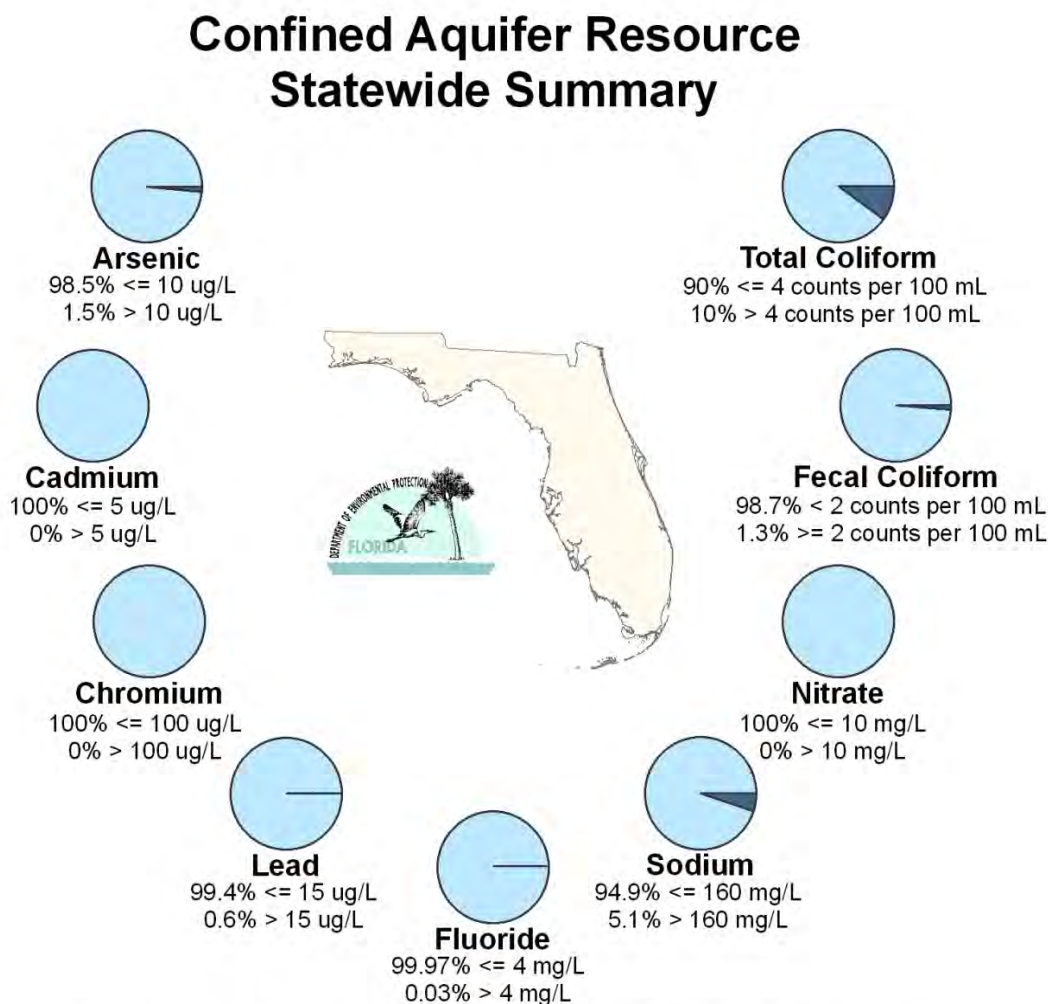 Confined Aquifer Resource
Statewide Summary
Arsenic
98.5% <= 10 ug/L
1.5% > 10 ug/L
Total Coliform
90% <= 4 counts per 100 mL
10% > 4 counts per 100 mL
Cadmium
100% <= 5 ug/L
0% > 5 ug/L
DEPARTMENT OF ENVIRONMENTAL PROTECTION
FLORIDA
Fecal Coliform
98.7% < 2 counts per 100 mL
1.3% >= 2 counts per 100 mL
Chromium
100% <= 100 ug/L
0% > 100 ug/L
Nitrate
100% <= 10 mg/L
0% > 10 mg/L
Lead
99.4% <= 15 ug/L
0.6% > 15 ug/L
Sodium
94.9% <= 160 mg/L
5.1% > 160 mg/L
Fluoride
99.97% <= 4 mg/L
0.03% > 4 mg/L